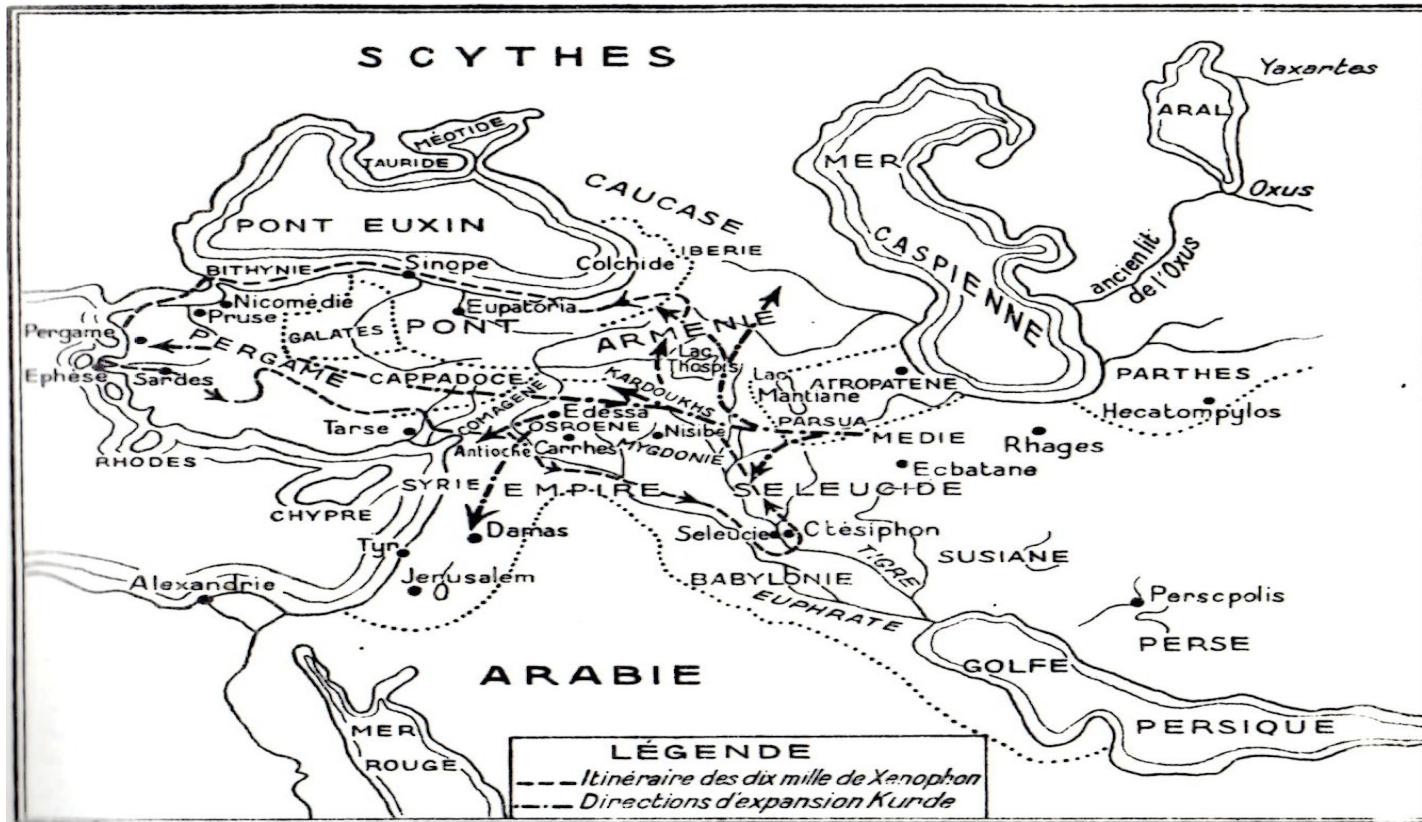 SCYTHES
Yaxartes
ARAL
MÉOTIDE
TAURIDE
MER
CASPIENNE
Oxus
CAUCASE
PONT EUXIN
IBERIE
ancien lit
de l'Oxus
Sinope
Colchide
BITHYNIE
Nicomédie
Pruse
Eupatoria
Pergame
GALATES
PONT
ARMENIE
PERGAME
Lac
Thospis
Ephèse
Sardes
CAPPADOCE
KARDOUKHS
Lac
Mantiane
ATROPATENE
PARTHES
COMAGENE
Hecatompylos
Edessa
PARSUA
Tarse
OSROENE
Nisibe
MEDIE
Rhages
Antioche
Carrhes
MYGDONIE
Ecbatane
RHODES
SYRIE
EMPIRE SELEUCIDE
CHYPRE
Damas
Seleucie
Ctésiphon
Tyr
TIGRE
SUSIANE
Jerusalem
BABYLONIE
Alexandrie
EUPHRATE
Perscpolis
PERSE
ARABIE
GOLFE
PERSIQUE
MER
ROUGE
LÉGENDE
Itinéraire des dix mille de Xenophon
Directions d'expansion Kurde